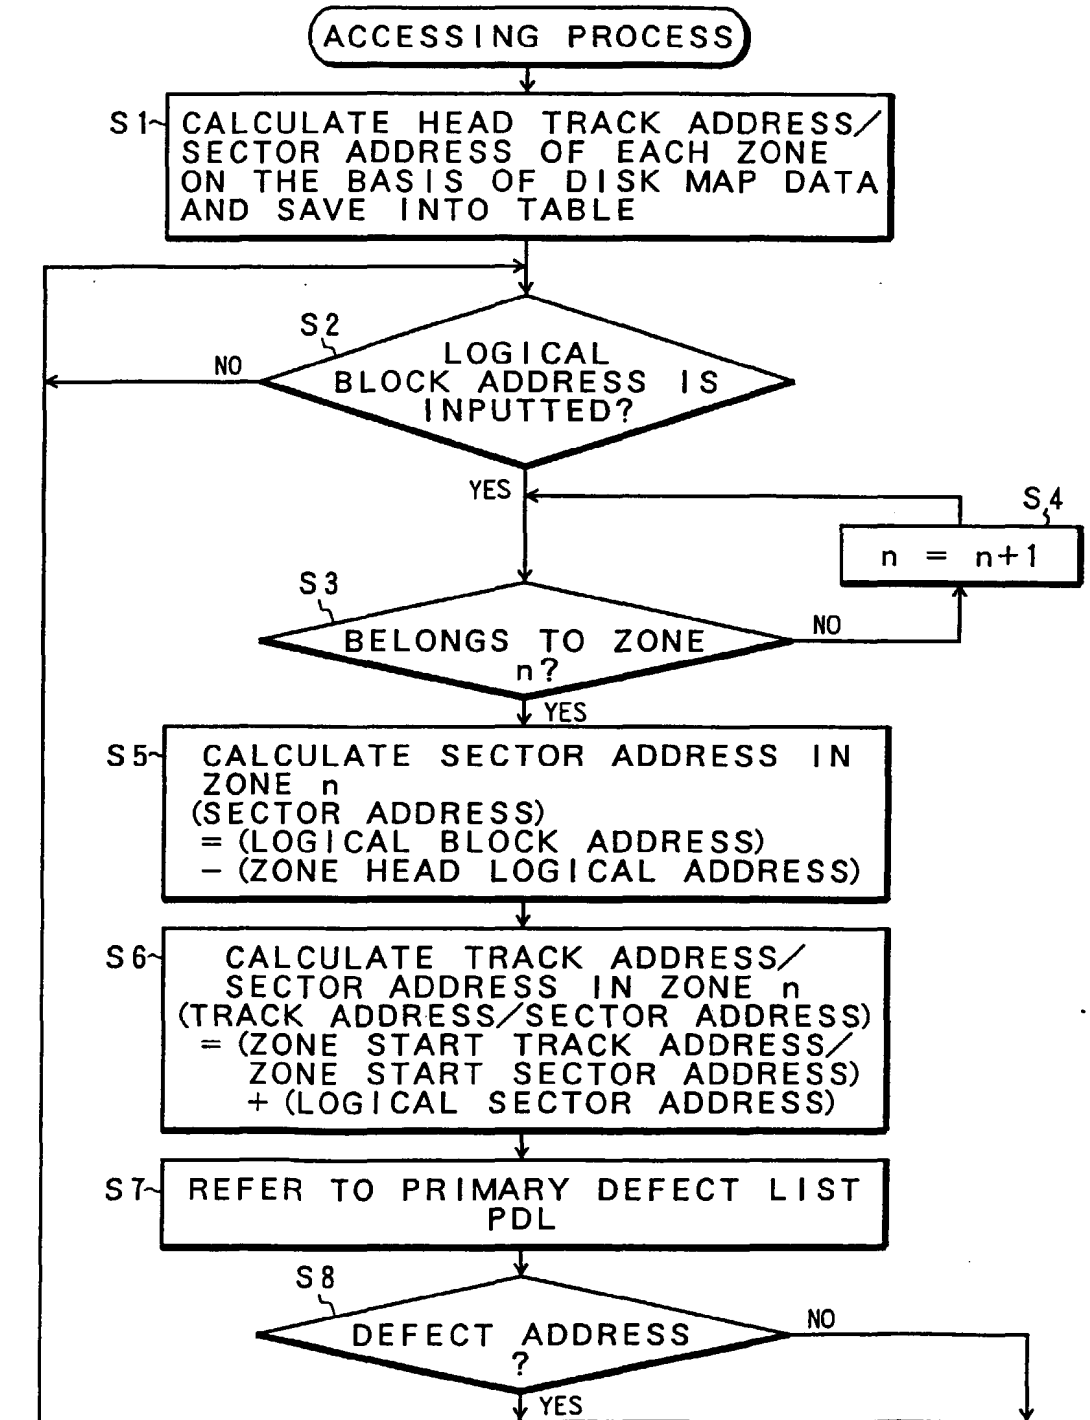 ACCESSING PROCESS
S1
CALCULATE HEAD TRACK ADDRESS/
SECTOR ADDRESS OF EACH ZONE
ON THE BASIS OF DISK MAP DATA
AND SAVE INTO TABLE
S2
LOGICAL
BLOCK ADDRESS IS
INPUTTED?
NO
YES
S4
n = n+1
S3
BELONGS TO ZONE
n?
NO
YES
S5
CALCULATE SECTOR ADDRESS IN
ZONE n
(SECTOR ADDRESS)
= (LOGICAL BLOCK ADDRESS)
- (ZONE HEAD LOGICAL ADDRESS)
S6
CALCULATE TRACK ADDRESS/
SECTOR ADDRESS IN ZONE n
(TRACK ADDRESS/SECTOR ADDRESS)
= (ZONE START TRACK ADDRESS/
ZONE START SECTOR ADDRESS)
+ (LOGICAL SECTOR ADDRESS)
S7
REFER TO PRIMARY DEFECT LIST
PDL
S8
DEFECT ADDRESS
?
NO
YES